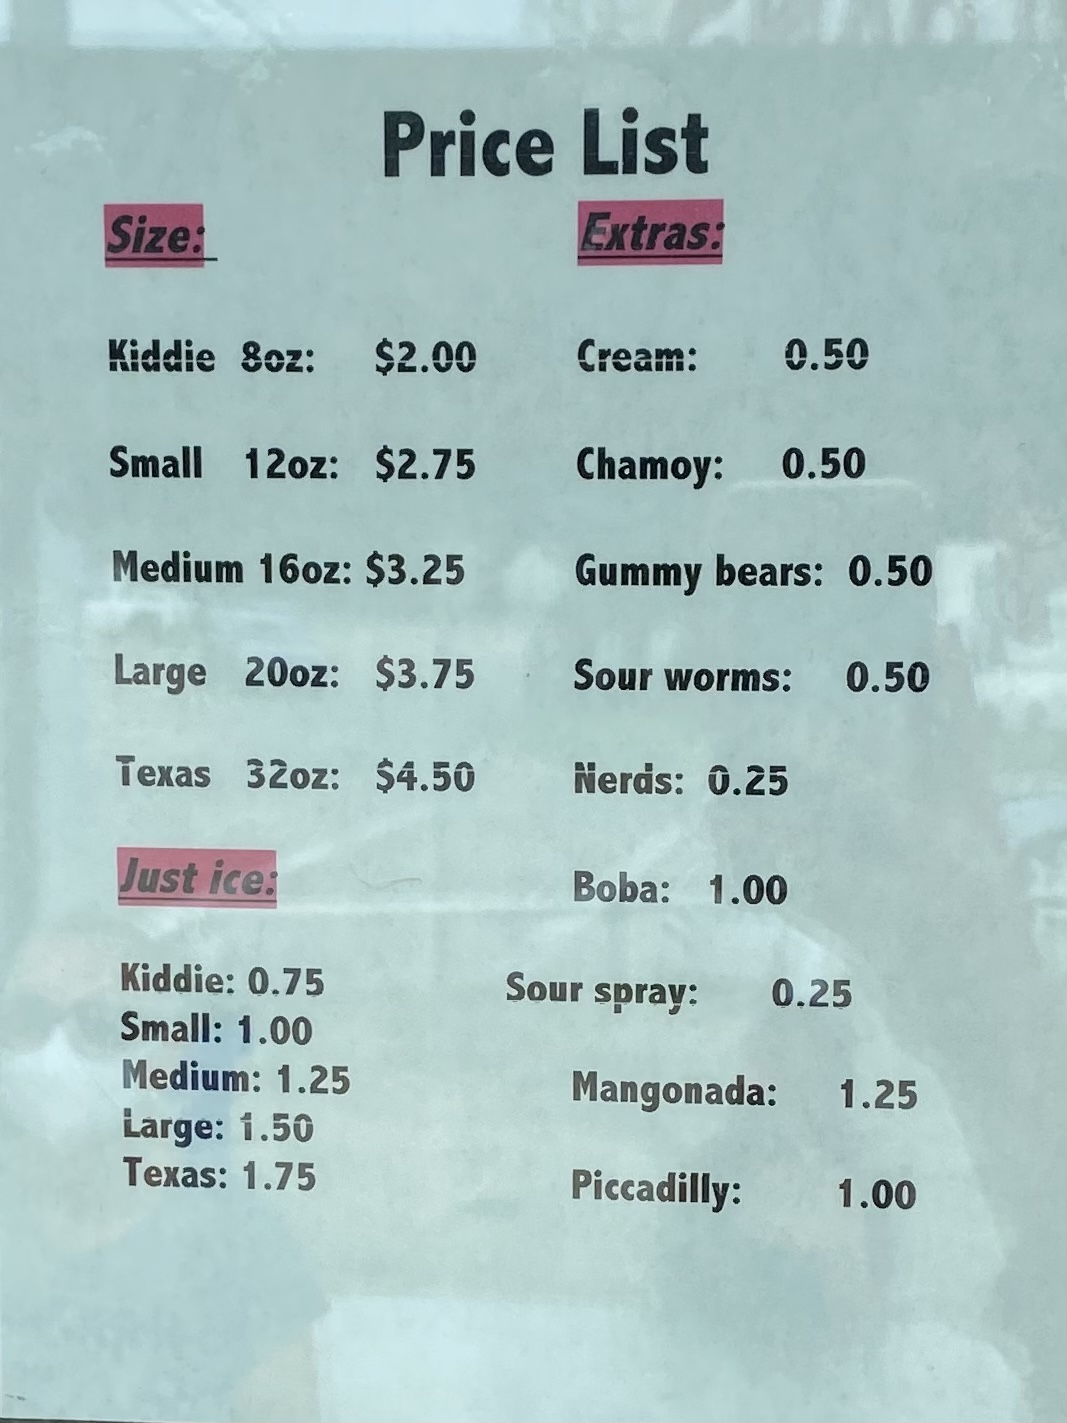 Price List
Size:
Kiddie 8oz: $2.00
Small 12oz: $2.75
Medium 16oz: $3.25
Large 20oz: $3.75
Texas 32oz: $4.50
Just ice:
Kiddie: 0.75
Small: 1.00
Medium: 1.25
Large: 1.50
Texas: 1.75
Extras:
Cream: 0.50
Chamoy: 0.50
Gummy bears: 0.50
Sour worms: 0.50
Nerds: 0.25
Boba: 1.00
Sour spray: 0.25
Mangonada: 1.25
Piccadilly: 1.00